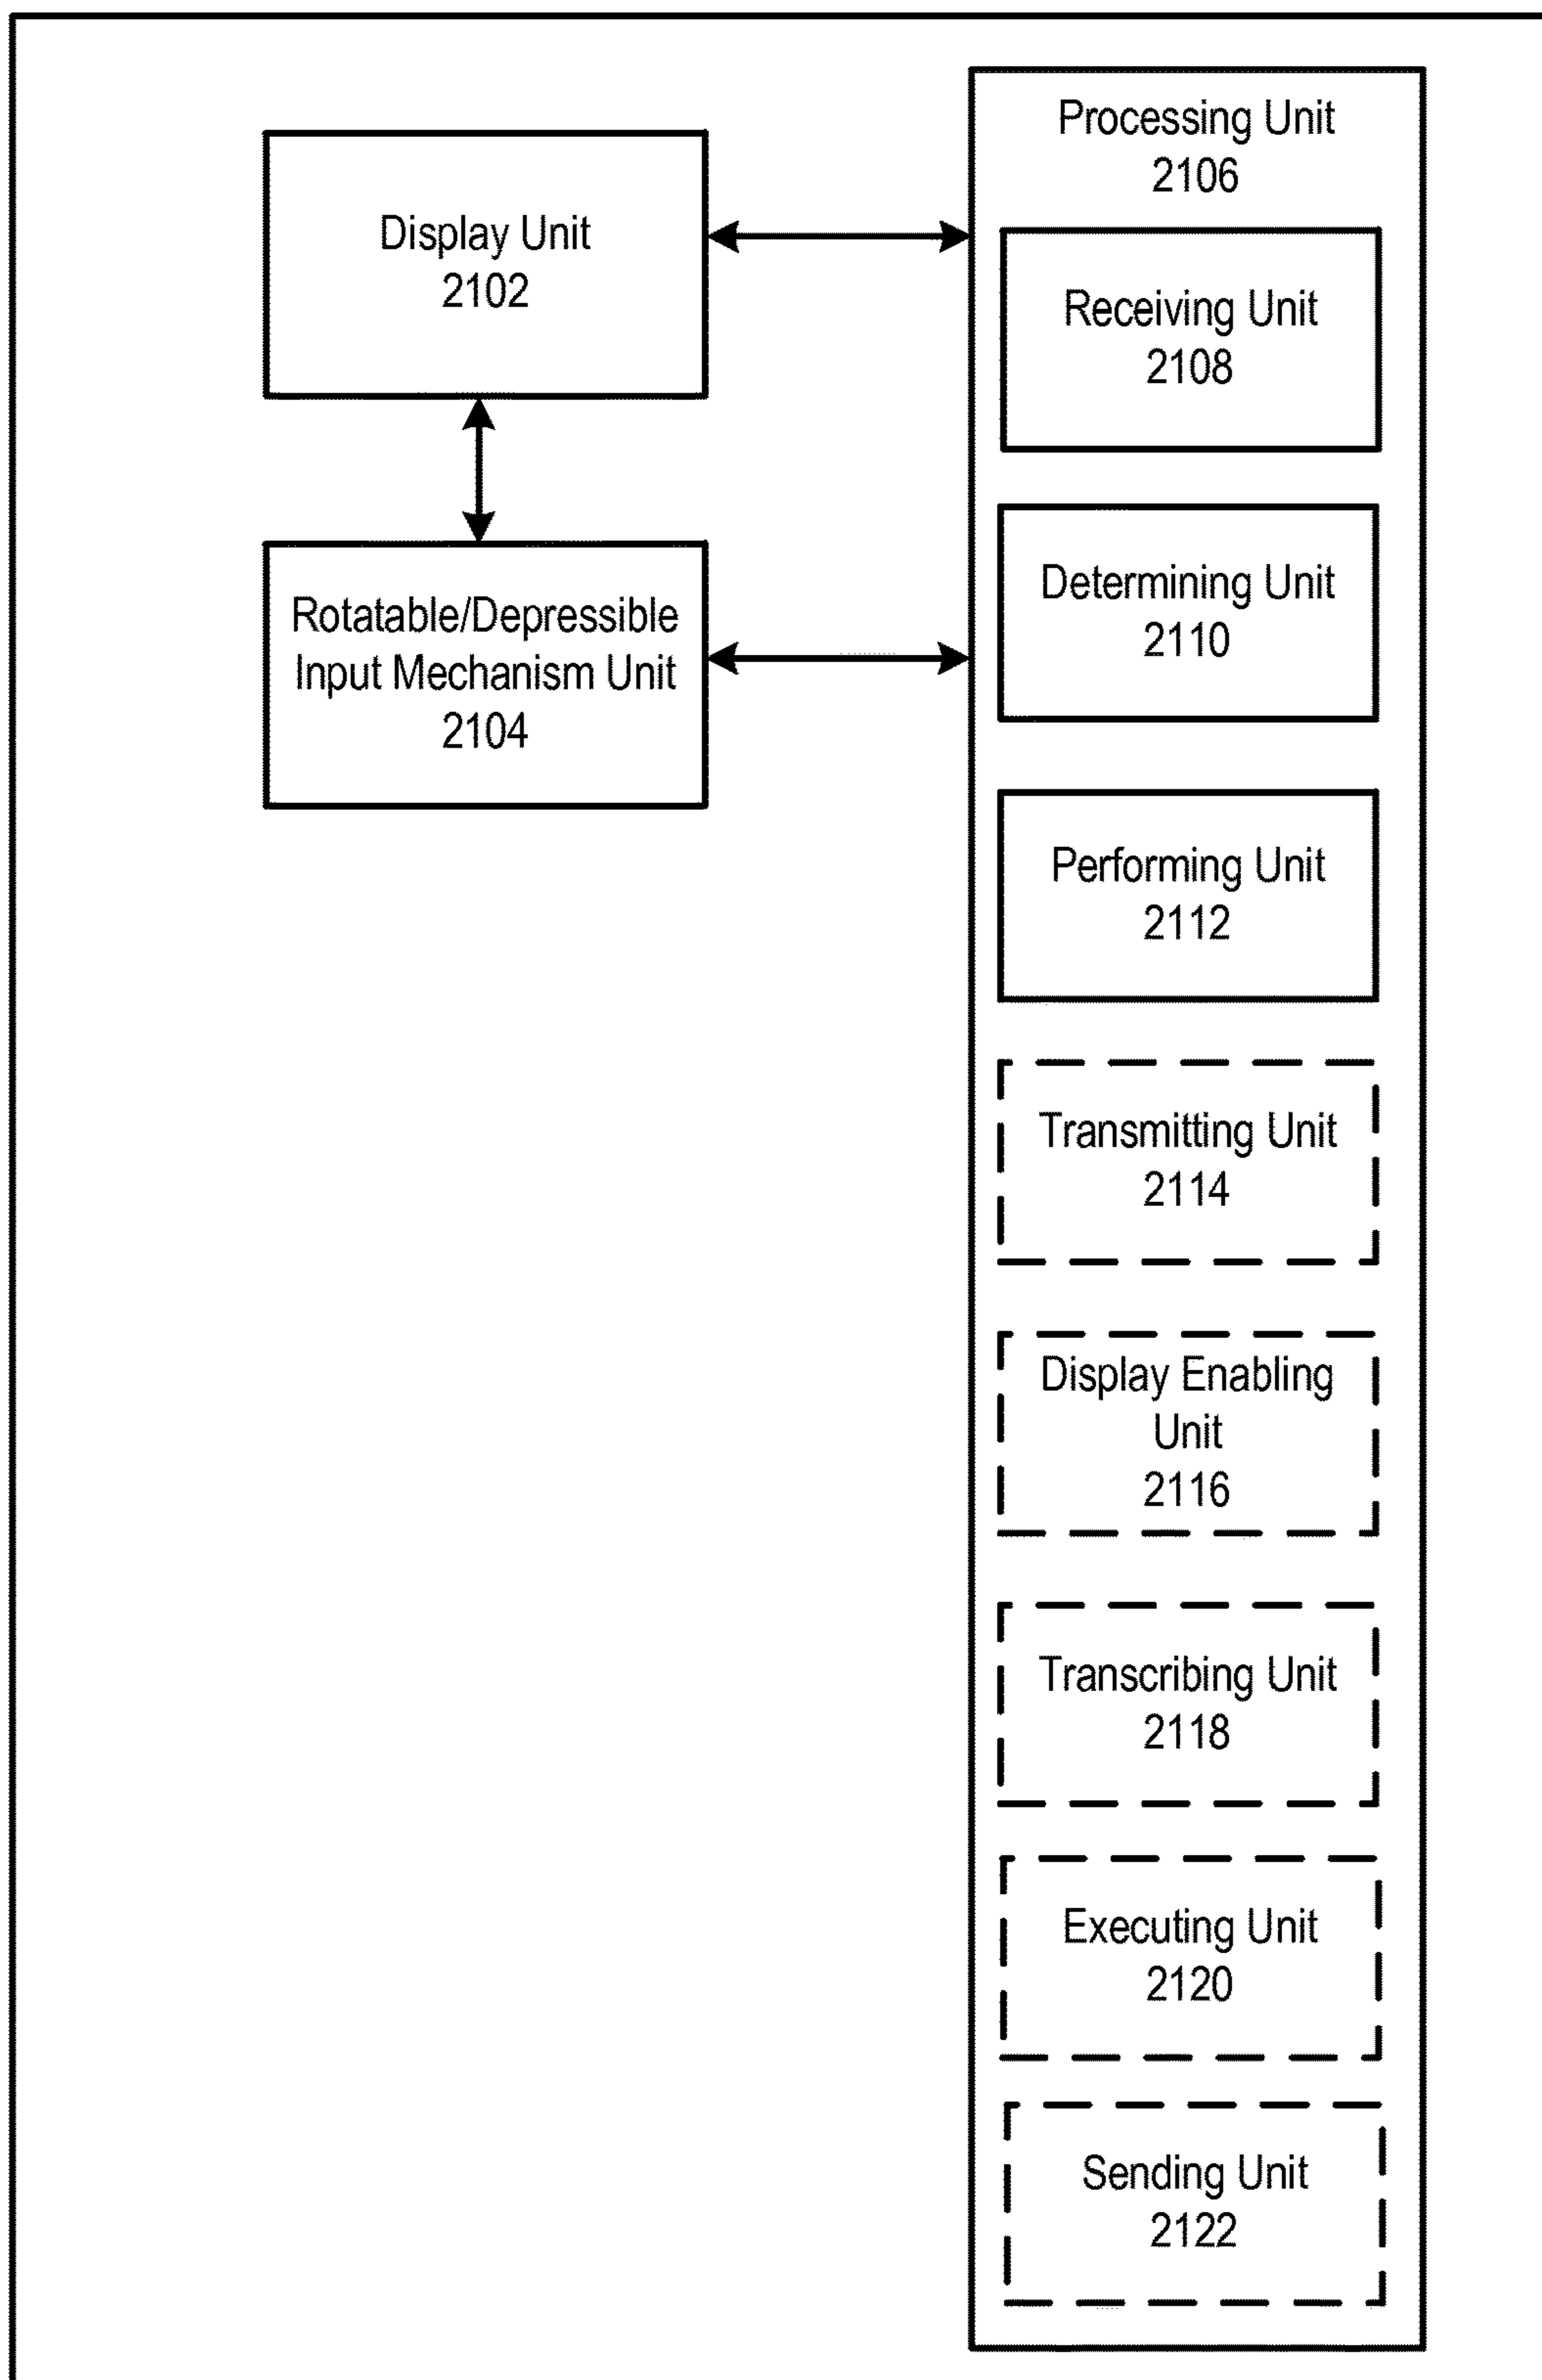 Display Unit
2102
Rotatable/Depressible
Input Mechanism Unit
2104
Processing Unit
2106
Receiving Unit
2108
Determining Unit
2110
Performing Unit
2112
Transmitting Unit
2114
Display Enabling
Unit
2116
Transcribing Unit
2118
Executing Unit
2120
Sending Unit
2122